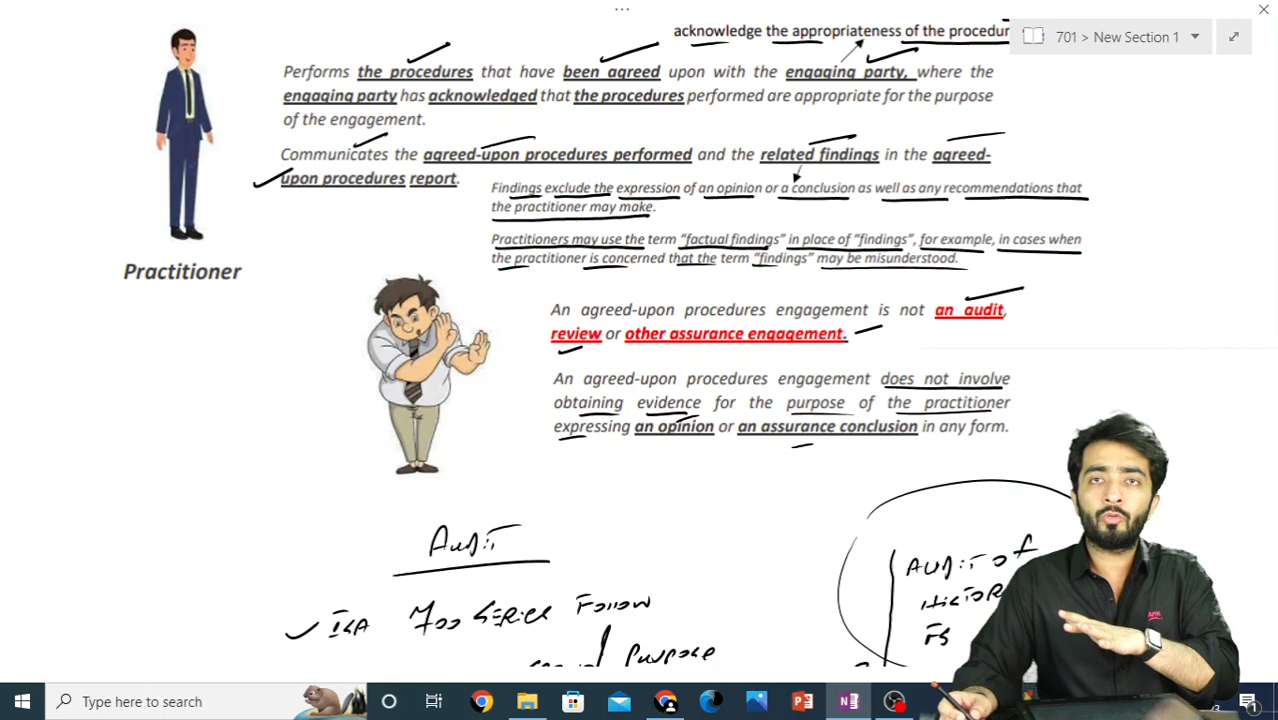 acknowledge the appropriateness of the procedur
701 > New Section 1
Performs the procedures that have been agreed upon with the engaging party, where the
engaging party has acknowledged that the procedures performed are appropriate for the purpose
of the engagement.
Communicates the agreed-upon procedures performed and the related findings in the agreed-
upon procedures report.
Findings exclude the expression of an opinion or a conclusion as well as any recommendations that
the practitioner may make.
Practitioners may use the term “factual findings” in place of “findings”, for example, in cases when
the practitioner is concerned that the term “findings” may be misunderstood.
Practitioner
An agreed-upon procedures engagement is not an audit,
review or other assurance engagement.
An agreed-upon procedures engagement does not involve
obtaining evidence for the purpose of the practitioner
expressing an opinion or an assurance conclusion in any form.
Audit
Audit of
ISA 700 Series Follow
FS
Purpose
Type here to search